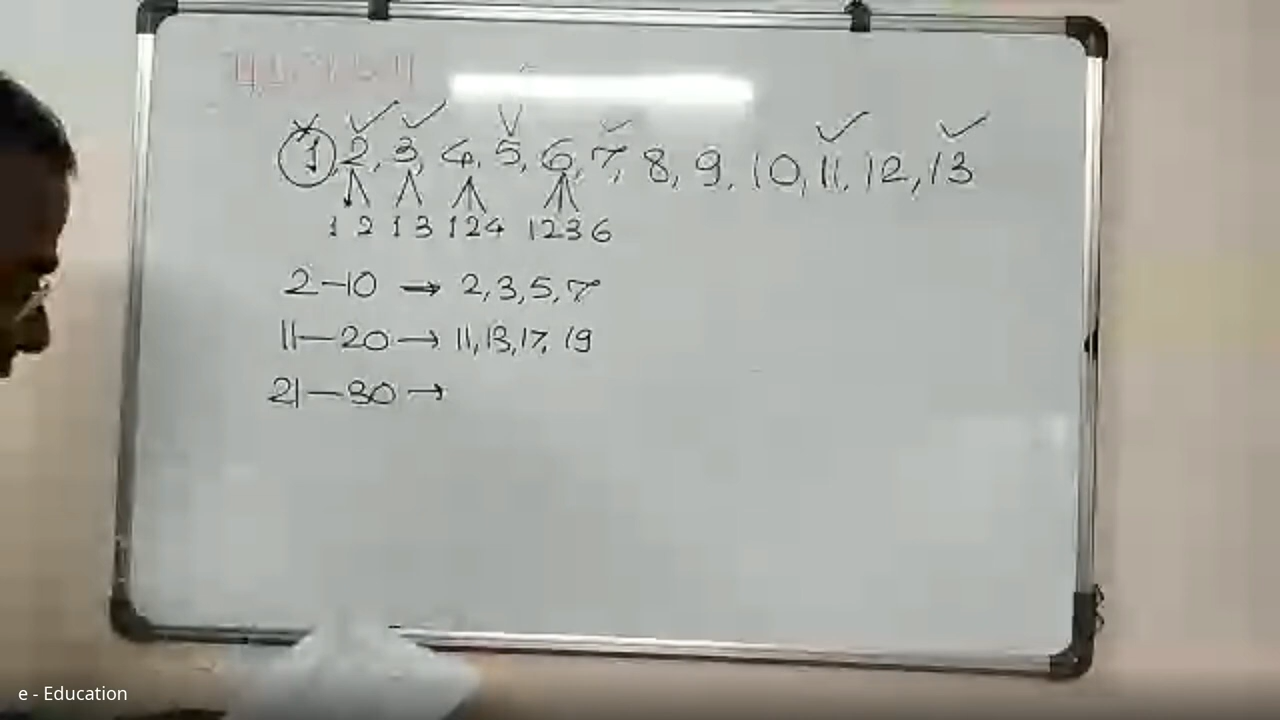 1, 2, 3, 4, 5, 6, 7, 8, 9, 10, 11, 12, 13
1 2 1 3 1 2 4 1 2 3 6
2-10 → 2, 3, 5, 7
11-20 → 11, 13, 17, 19
21-30 →
e - Education